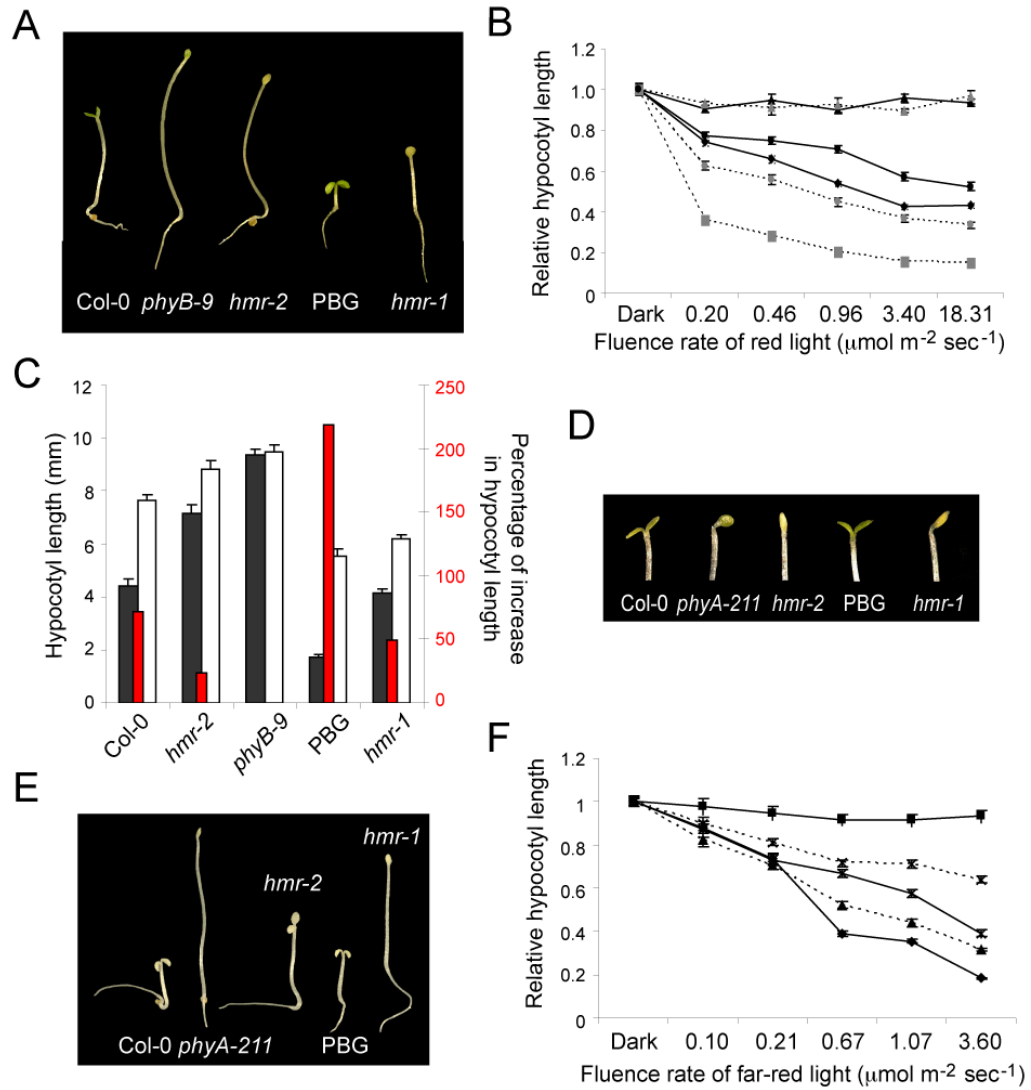 A
Col-0 phyB-9 hmr-2 PBG hmr-1
B
Relative hypocotyl length
1.2
1.0
0.8
0.6
0.4
0.2
0
Dark 0.20 0.46 0.96 3.40 18.31
Fluence rate of red light (μmol m⁻² sec⁻¹)
C
Hypocotyl length (mm)
12
10
8
6
4
2
0
250
200
150
100
50
0
Percentage of increase
in hypocotyl length
Col-0 hmr-2 phyB-9 PBG hmr-1
D
Col-0 phyA-211 hmr-2 PBG hmr-1
E
hmr-1
hmr-2
Col-0 phyA-211 PBG
F
Relative hypocotyl length
1.2
1
0.8
0.6
0.4
0.2
0
Dark 0.10 0.21 0.67 1.07 3.60
Fluence rate of far-red light (μmol m⁻² sec⁻¹)